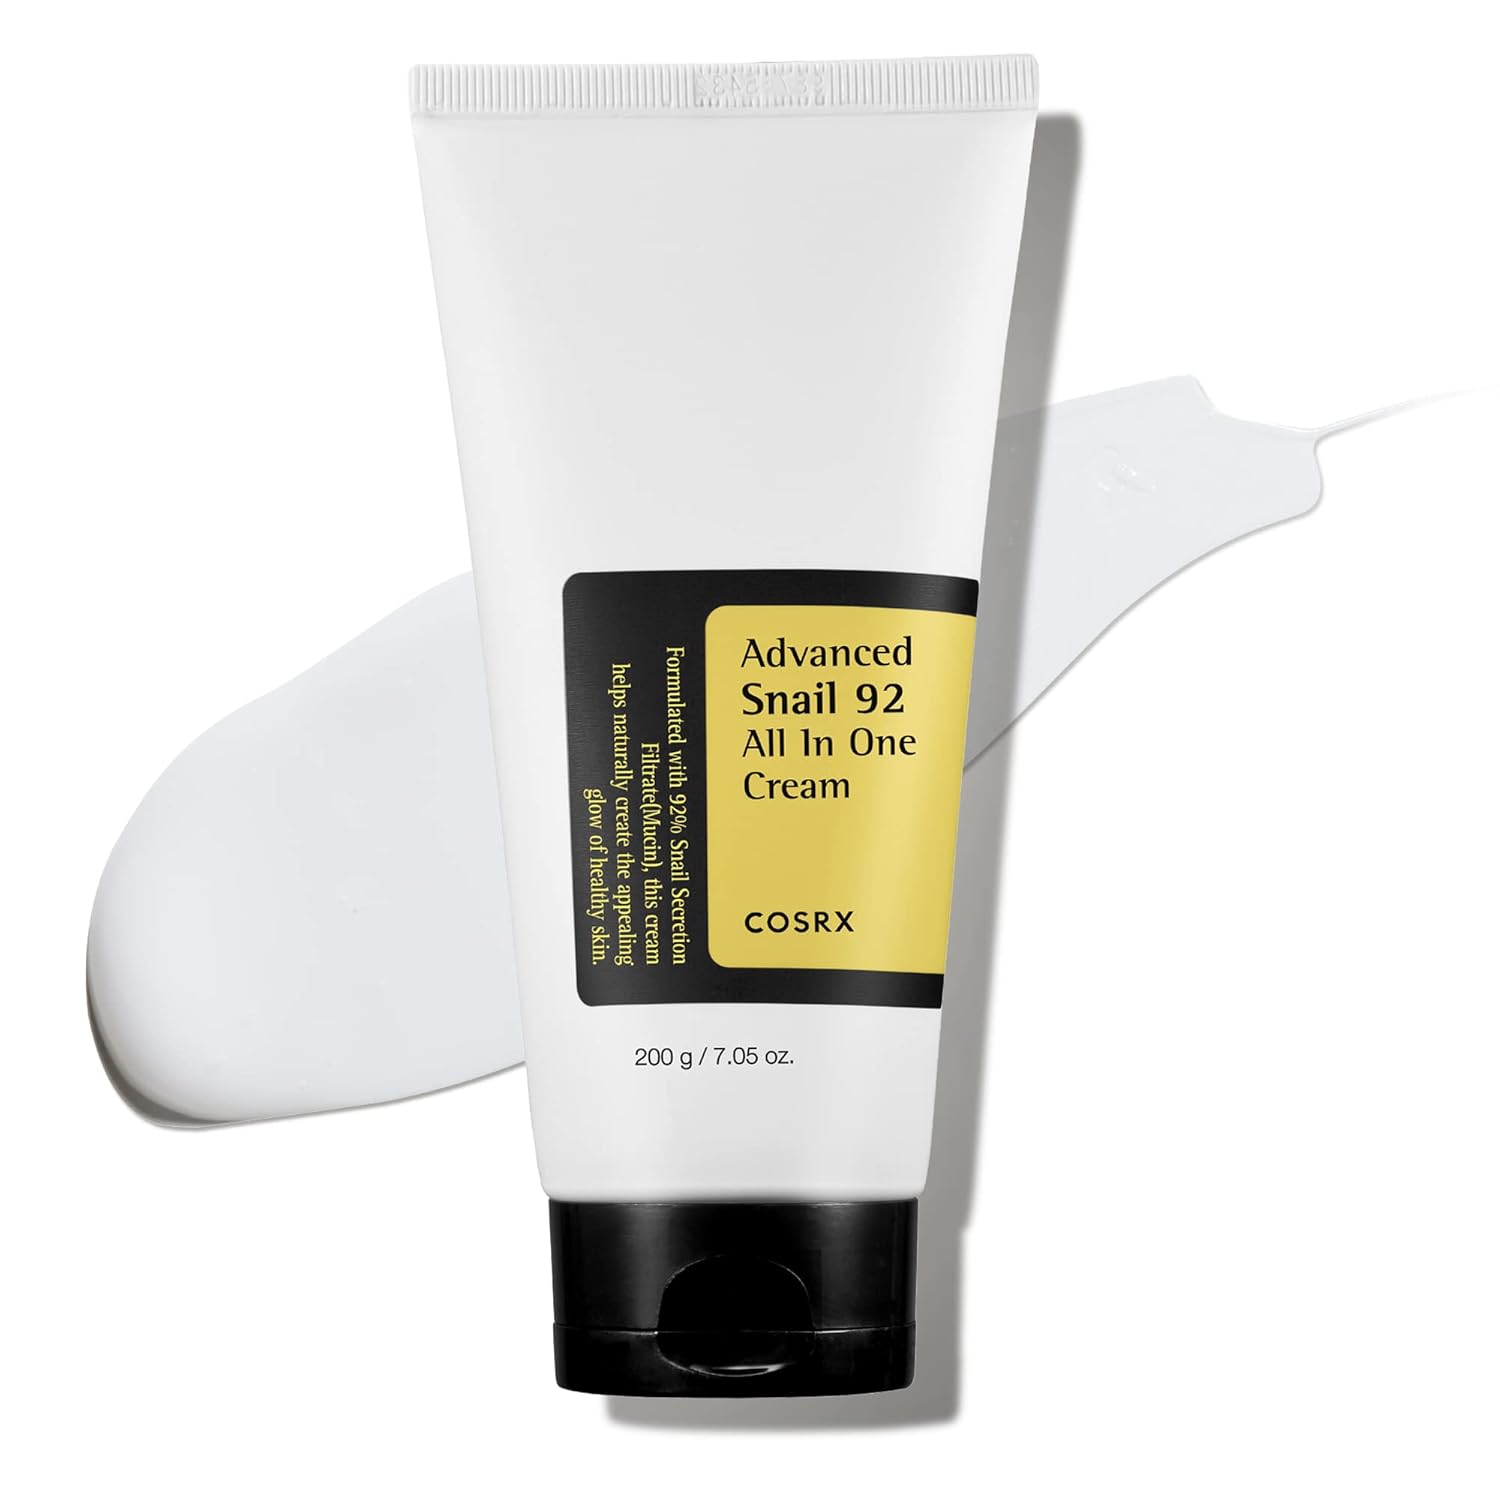 Advanced
Snail 92
All In One
Cream
COSRX
Formulated with 92% Snail Secretion
Filtrate(Mucin), this cream
helps naturally create the appealing
glow of healthy skin.
200 g / 7.05 oz.